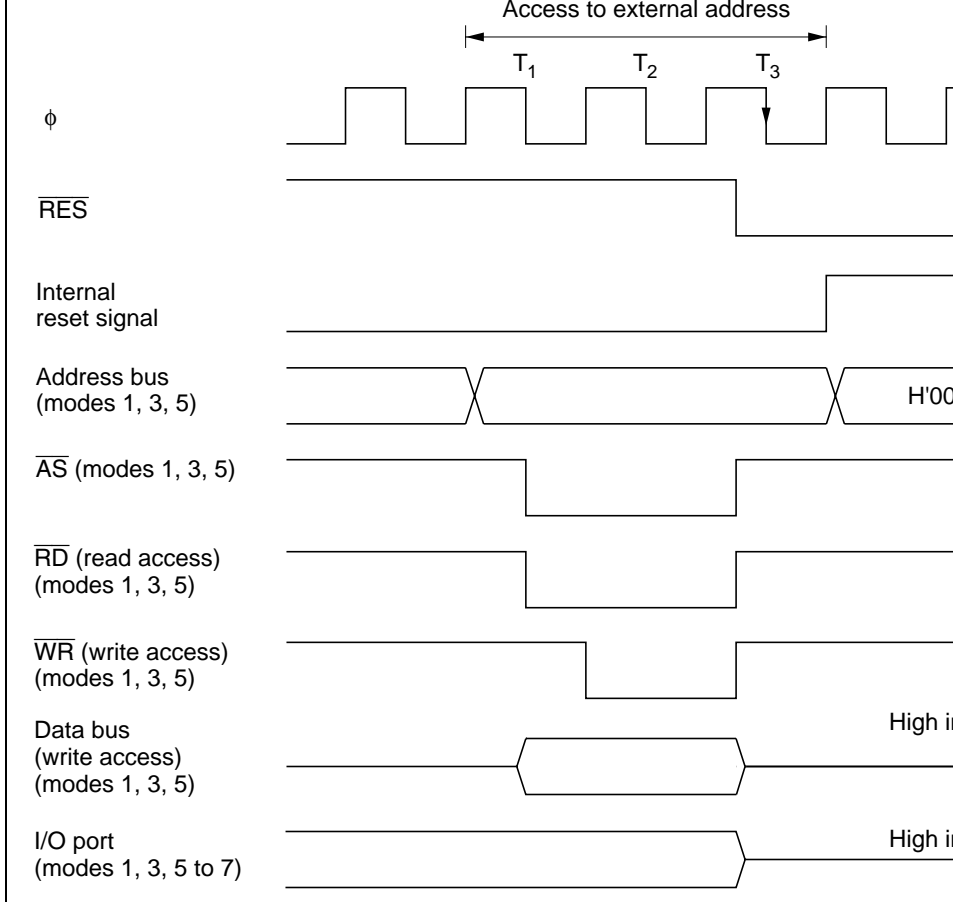 Access to external address
T1 T2 T3
φ
RES
Internal
reset signal
Address bus
(modes 1, 3, 5)
H'00
AS (modes 1, 3, 5)
RD (read access)
(modes 1, 3, 5)
WR (write access)
(modes 1, 3, 5)
Data bus
(write access)
(modes 1, 3, 5)
High
I/O port
(modes 1, 3, 5 to 7)
High